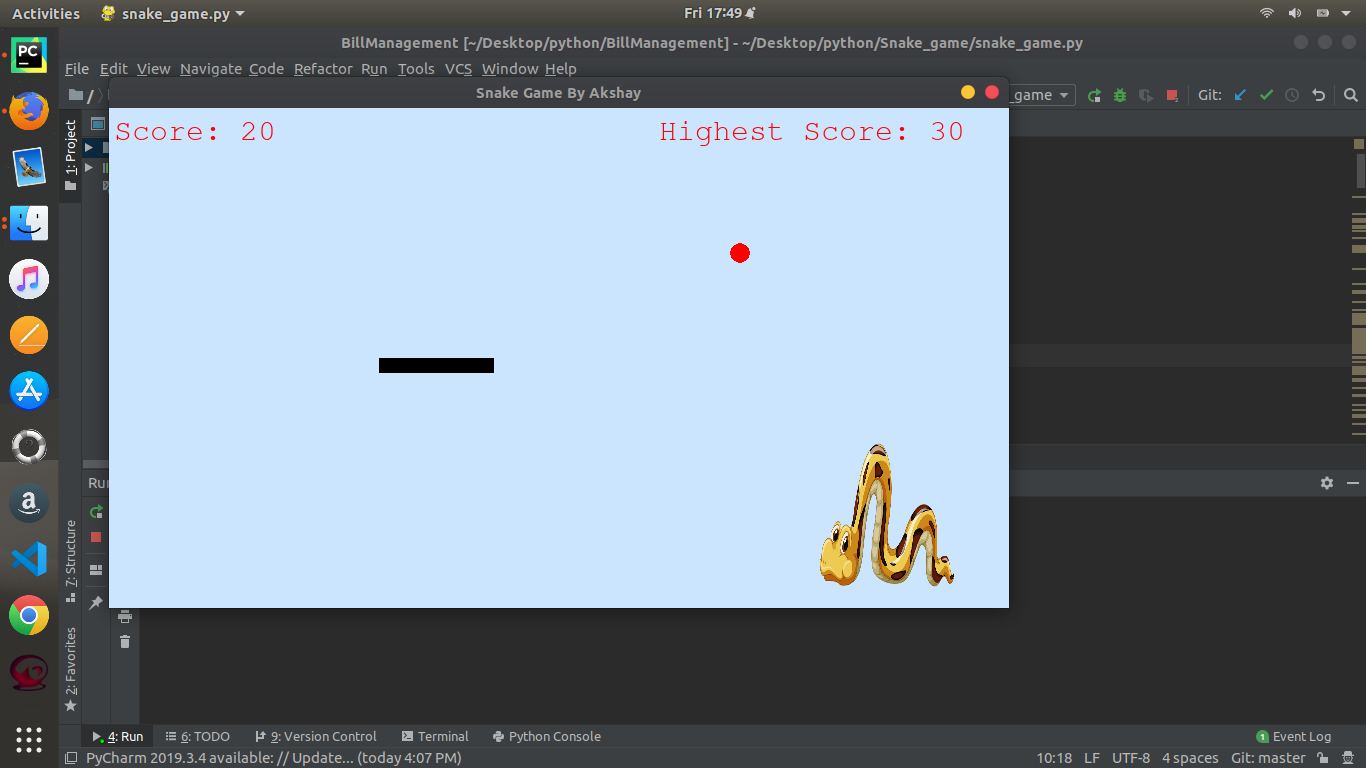 Activities snake_game.py Fri 17:49
BillManagement [~/Desktop/python/BillManagement] - ~/Desktop/python/Snake_game/snake_game.py
File Edit View Navigate Code Refactor Run Tools VCS Window Help
/ _game Git:
Snake Game By Akshay
Score: 20 Highest Score: 30
1: Project
PC
a
Run
7: Structure
2: Favorites
4: Run 6: TODO 9: Version Control Terminal Python Console 1 Event Log
PyCharm 2019.3.4 available: // Update... (today 4:07 PM) 10:18 LF UTF-8 4 spaces Git: master